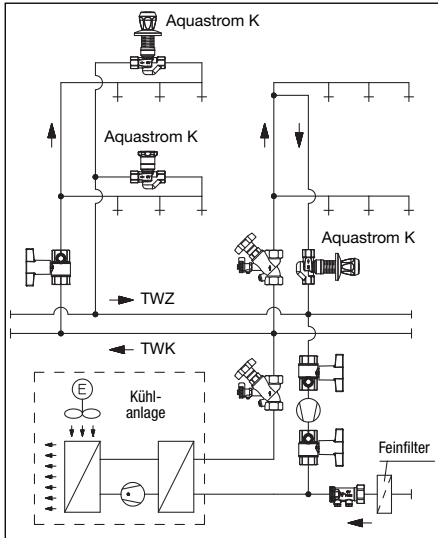 Aquastrom K
Aquastrom K
Aquastrom K
TWZ
TWK
E
Kühl-
anlage
Feinfilter